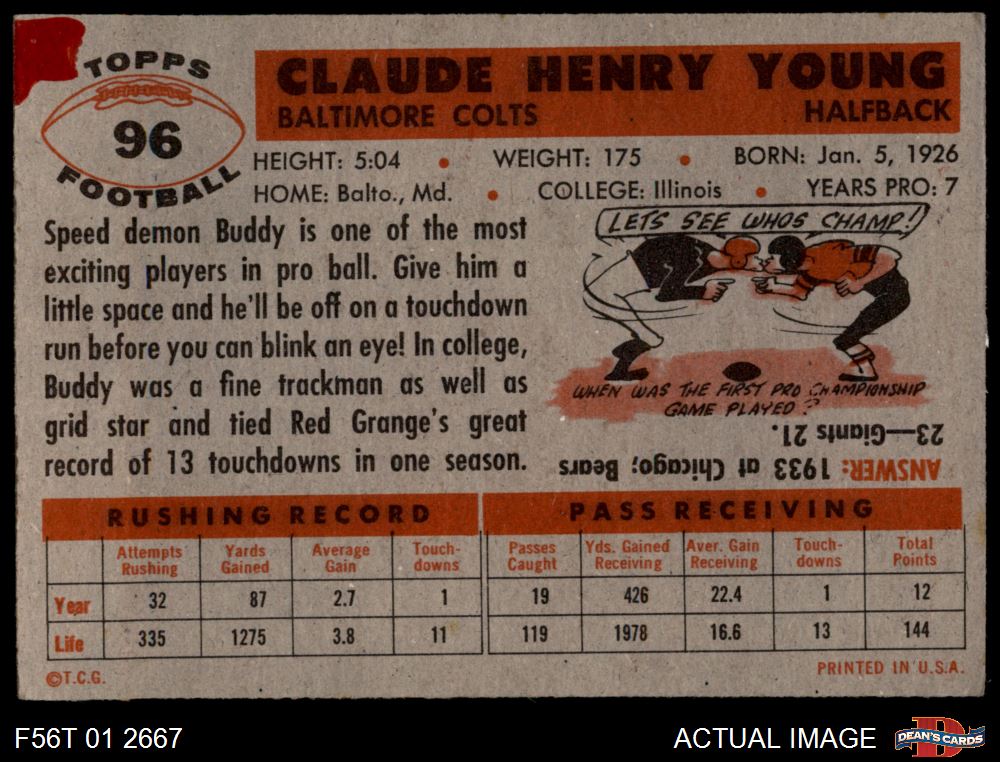 TOPPS
96
FOOTBALL
CLAUDE HENRY YOUNG
BALTIMORE COLTS HALFBACK
HEIGHT: 5:04 • WEIGHT: 175 • BORN: Jan. 5, 1926
HOME: Balto., Md. • COLLEGE: Illinois • YEARS PRO: 7
Speed demon Buddy is one of the most
exciting players in pro ball. Give him a
little space and he'll be off on a touchdown
run before you can blink an eye! In college,
Buddy was a fine trackman as well as
grid star and tied Red Grange's great
record of 13 touchdowns in one season.
LETS SEE WHOS CHAMP!
WHEN WAS THE FIRST PRO CHAMPIONSHIP
GAME PLAYED?
ANSWER: 1933 at Chicago; Bears
23—Giants 21.
RUSHING RECORD PASS RECEIVING
Attempts Rushing Yards Gained Average Gain Touch-downs Passes Caught Yds. Gained Receiving Aver. Gain Receiving Touch-downs Total Points
Year 32 87 2.7 1 19 426 22.4 1 12
Life 335 1275 3.8 11 119 1978 16.6 13 144
©T.C.G. PRINTED IN U.S.A.
F56T 01 2667 ACTUAL IMAGE DEAN'S CARDS